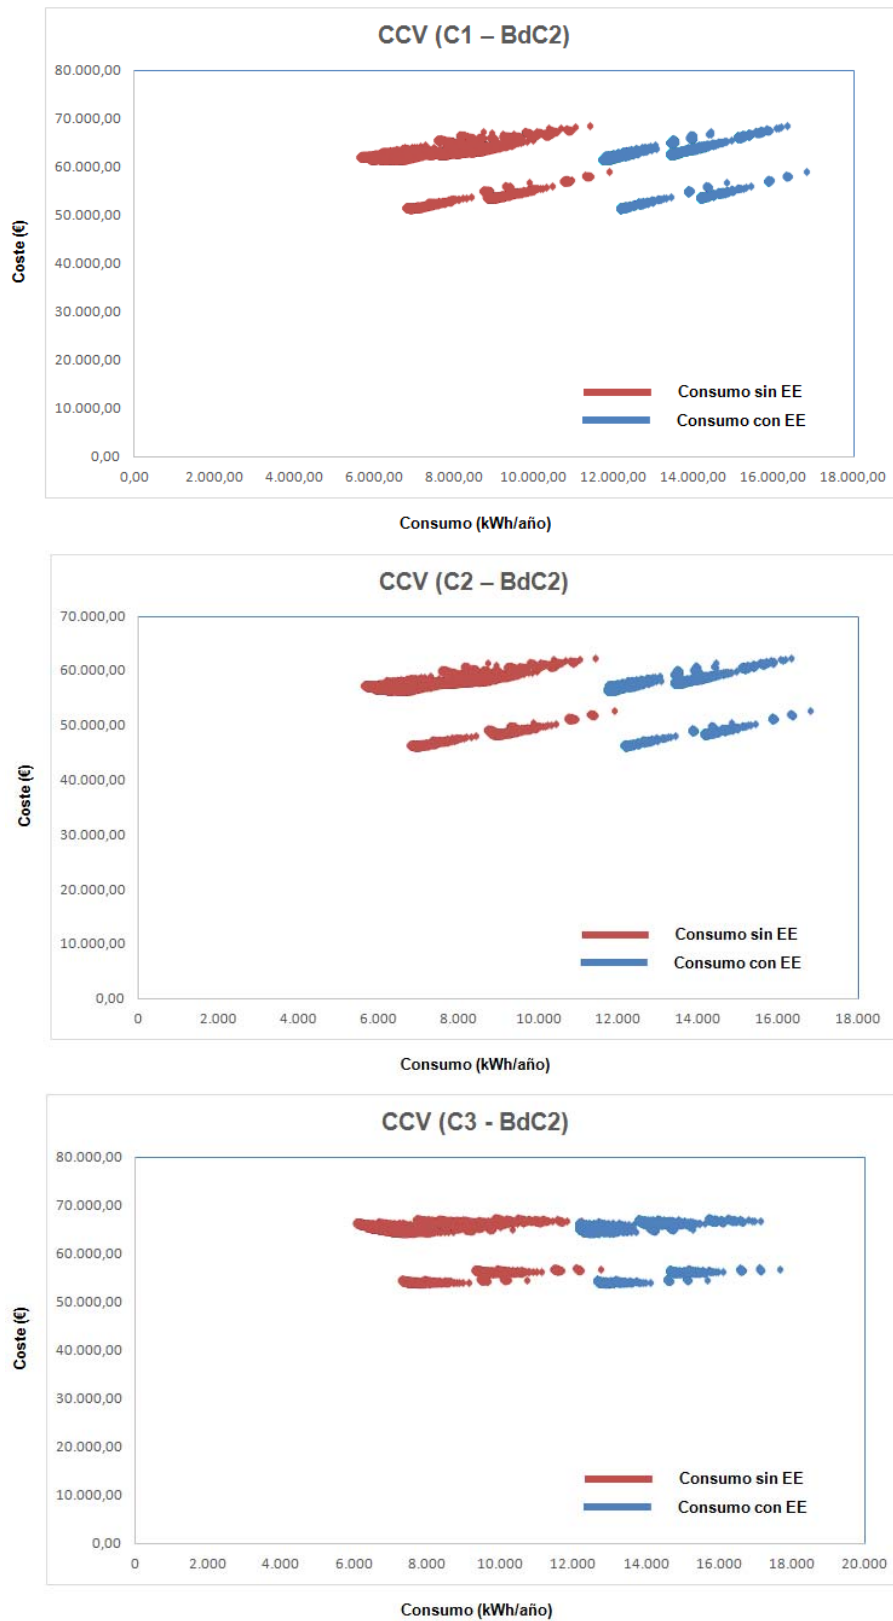 CCV (C1 – BdC2)
80.000,00
70.000,00
60.000,00
50.000,00
40.000,00
30.000,00
20.000,00
10.000,00
0,00
Coste (€)
Consumo sin EE
Consumo con EE
0,00 2.000,00 4.000,00 6.000,00 8.000,00 10.000,00 12.000,00 14.000,00 16.000,00 18.000,00
Consumo (kWh/año)
CCV (C2 – BdC2)
70.000,00
60.000,00
50.000,00
40.000,00
30.000,00
20.000,00
10.000,00
0,00
Coste (€)
Consumo sin EE
Consumo con EE
0 2.000 4.000 6.000 8.000 10.000 12.000 14.000 16.000 18.000
Consumo (kWh/año)
CCV (C3 - BdC2)
80.000,00
70.000,00
60.000,00
50.000,00
40.000,00
30.000,00
20.000,00
10.000,00
0,00
Coste (€)
Consumo sin EE
Consumo con EE
0 2.000 4.000 6.000 8.000 10.000 12.000 14.000 16.000 18.000 20.000
Consumo (kWh/año)